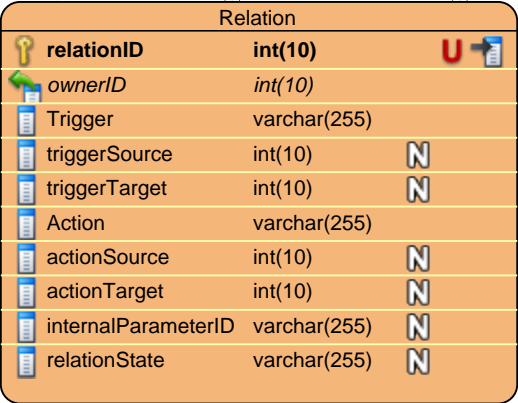 Relation
relationID int(10) U
ownerID int(10)
Trigger varchar(255)
triggerSource int(10) N
triggerTarget int(10) N
Action varchar(255)
actionSource int(10) N
actionTarget int(10) N
internalParameterID varchar(255) N
relationState varchar(255) N